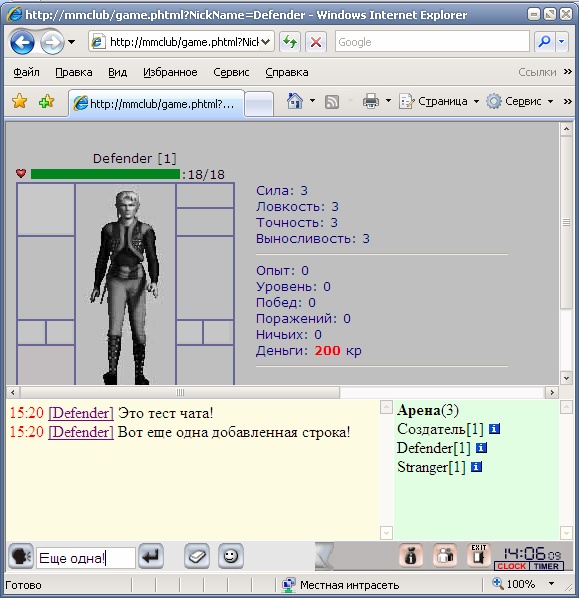 http://mmclub/game.phtml?NickName=Defender - Windows Internet Explorer
http://mmclub/game.phtml?Nick
Google
Файл Правка Вид Избранное Сервис Справка Ссылки »
http://mmclub/game.phtml?... Страница Сервис »
Defender [1]
:18/18
Сила: 3
Ловкость: 3
Точность: 3
Выносливость: 3
Опыт: 0
Уровень: 0
Побед: 0
Поражений: 0
Ничьих: 0
Деньги: 200 кр
15:20 [Defender] Это тест чата!
15:20 [Defender] Вот еще одна добавленная строка!
Арена(3)
Создатель[1]
Defender[1]
Stranger[1]
Еще одна!
EXIT
14:06 09
CLOCK TIMER
Готово Местная интрасеть 100%